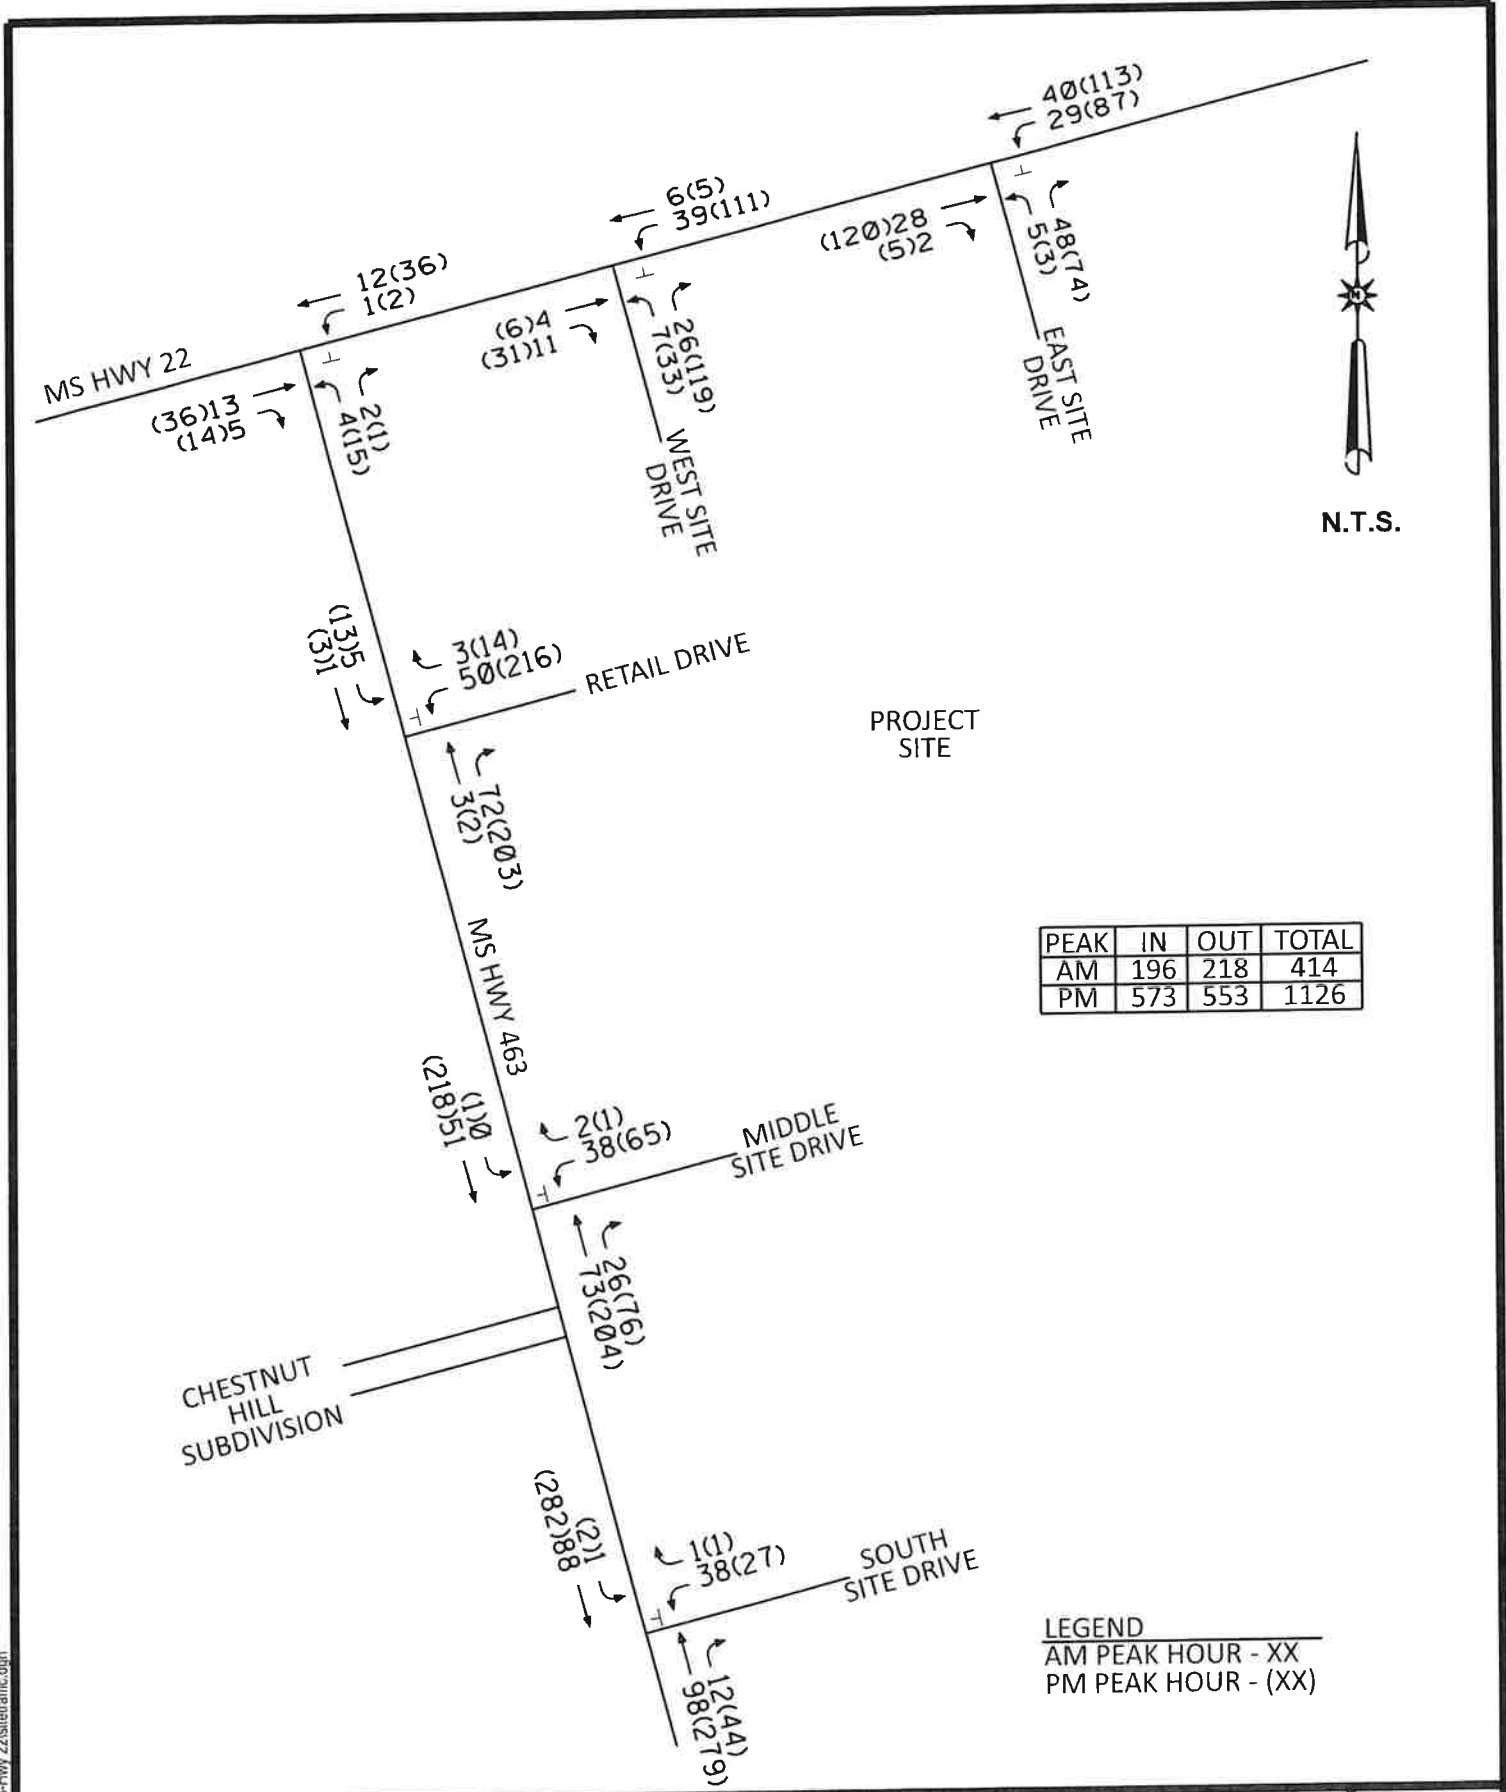 40(113)
29(87)
6(5)
39(111)
(120)28
(5)2
48(74)
5(3)
EAST SITE
DRIVE
12(36)
1(2)
(6)4
(31)11
26(119)
7(33)
WEST SITE
DRIVE
MS HWY 22
(36)13
(14)5
2(1)
4(15)
N
N.T.S.
(13)5
(3)1
3(14)
50(216)
RETAIL DRIVE
PROJECT
SITE
72(203)
3(2)
MS HWY 463
PEAK IN OUT TOTAL
AM 196 218 414
PM 573 553 1126
(1)0
(218)51
2(1)
38(65)
MIDDLE
SITE DRIVE
26(76)
73(204)
CHESTNUT
HILL
SUBDIVISION
(2)1
(282)88
1(1)
38(27)
SOUTH
SITE DRIVE
12(44)
98(279)
LEGEND
AM PEAK HOUR - XX
PM PEAK HOUR - (XX)